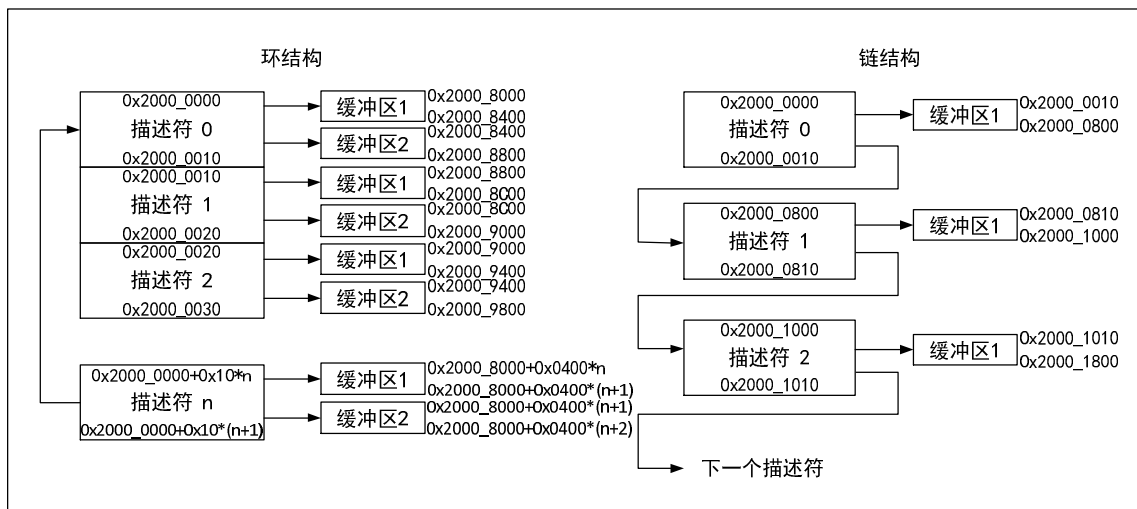 环结构
0x2000_0000
描述符 0
0x2000_0010
0x2000_0010
描述符 1
0x2000_0020
0x2000_0020
描述符 2
0x2000_0030
0x2000_0000+0x10*n
描述符 n
0x2000_0000+0x10*(n+1)
缓冲区1
0x2000_8000
0x2000_8400
缓冲区2
0x2000_8400
0x2000_8800
缓冲区1
0x2000_8800
0x2000_8C00
缓冲区2
0x2000_8C00
0x2000_9000
缓冲区1
0x2000_9000
0x2000_9400
缓冲区2
0x2000_9400
0x2000_9800
缓冲区1
0x2000_8000+0x0400*n
0x2000_8000+0x0400*(n+1)
缓冲区2
0x2000_8000+0x0400*(n+1)
0x2000_8000+0x0400*(n+2)
链结构
0x2000_0000
描述符 0
0x2000_0010
缓冲区1
0x2000_0010
0x2000_0800
0x2000_0800
描述符 1
0x2000_0810
缓冲区1
0x2000_0810
0x2000_1000
0x2000_1000
描述符 2
0x2000_1010
缓冲区1
0x2000_1010
0x2000_1800
下一个描述符